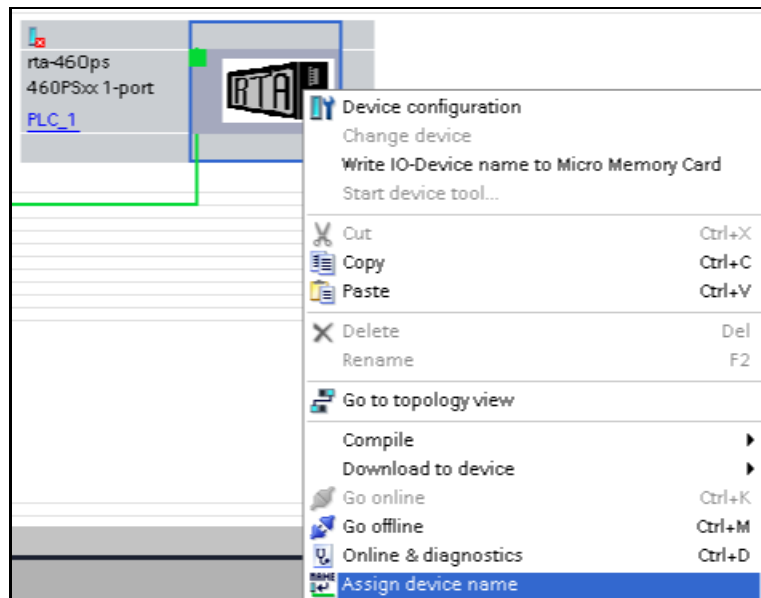 rta-460ps
460PSxx 1-port
PLC_1
RTA
Device configuration
Change device
Write IO-Device name to Micro Memory Card
Start device tool...
Cut Ctrl+X
Copy Ctrl+C
Paste Ctrl+V
Delete Del
Rename F2
Go to topology view
Compile
Download to device
Go online Ctrl+K
Go offline Ctrl+M
Online & diagnostics Ctrl+D
NAME
Assign device name